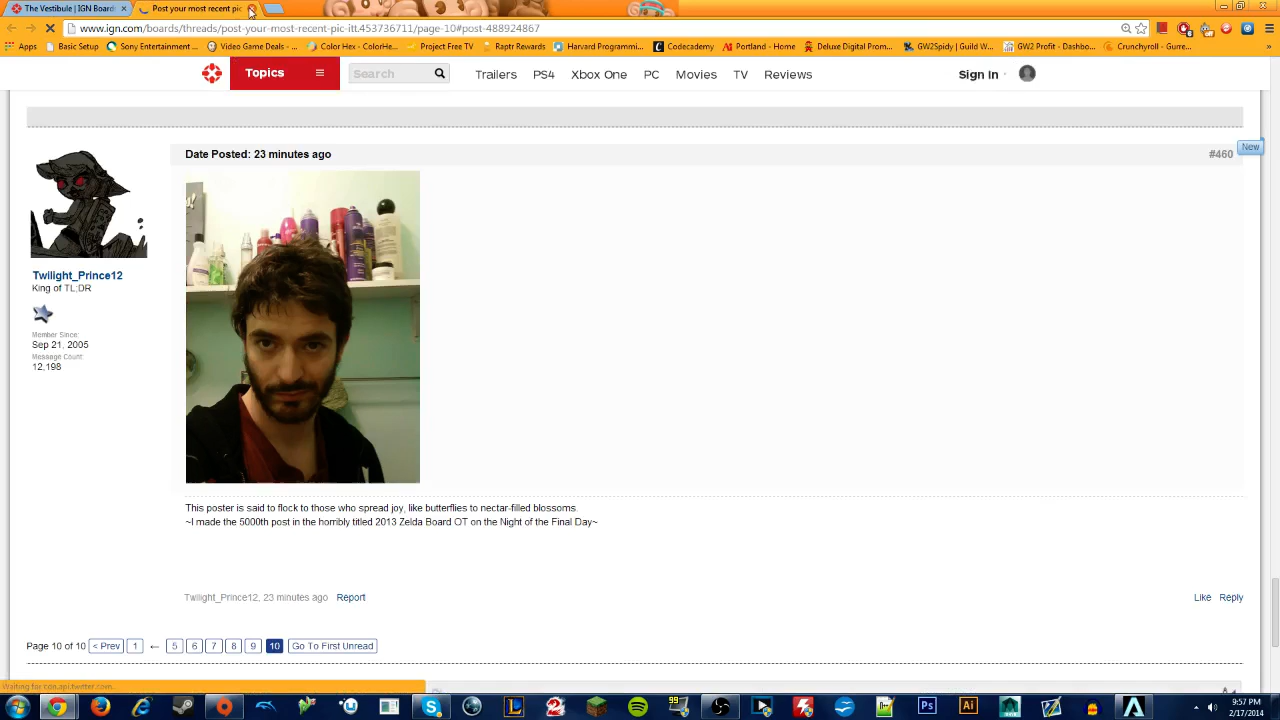 The Vestibule | IGN Board
Post your most recent pic
www.ign.com/boards/threads/post-your-most-recent-pic-itt.453736711/page-10#post-488924867
Apps
Basic Setup
Sony Entertainment ...
Video Game Deals - ...
Color Hex - ColorHe...
Project Free TV
Raptr Rewards
Harvard Programmi...
Codecademy
Portland - Home
Deluxe Digital Prom...
GW2Spidy | Guild W...
GW2 Profit - Dashbo...
Crunchyroll - Gurre...
Topics
Search
Trailers
PS4
Xbox One
PC
Movies
TV
Reviews
Sign In
New
Date Posted: 23 minutes ago
#460
Twilight_Prince12
King of TL;DR
Member Since:
Sep 21, 2005
Message Count:
12,198
This poster is said to flock to those who spread joy, like butterflies to nectar-filled blossoms.
~I made the 5000th post in the horribly titled 2013 Zelda Board OT on the Night of the Final Day~
Twilight_Prince12, 23 minutes ago
Report
Like
Reply
Page 10 of 10
< Prev
1
←
5
6
7
8
9
10
Go To First Unread
Waiting for cdn.api.twitter.com...
99
Ps
Ai
9:57 PM
2/17/2014